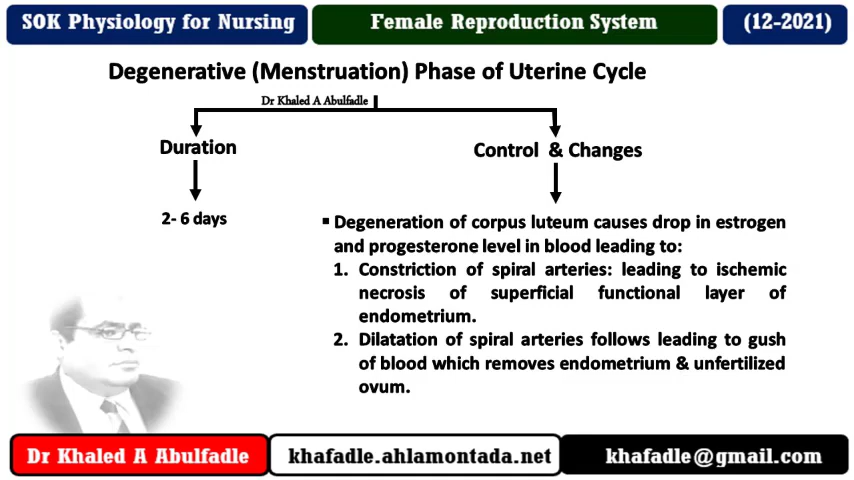 SOK Physiology for Nursing
Female Reproduction System
(12-2021)
Degenerative (Menstruation) Phase of Uterine Cycle
Dr Khaled A Abulfadle
Duration
Control & Changes
2- 6 days
▪ Degeneration of corpus luteum causes drop in estrogen
and progesterone level in blood leading to:
1. Constriction of spiral arteries: leading to ischemic
necrosis of superficial functional layer of
endometrium.
2. Dilatation of spiral arteries follows leading to gush
of blood which removes endometrium & unfertilized
ovum.
Dr Khaled A Abulfadle
khafadle.ahlamontada.net
khafadle@gmail.com